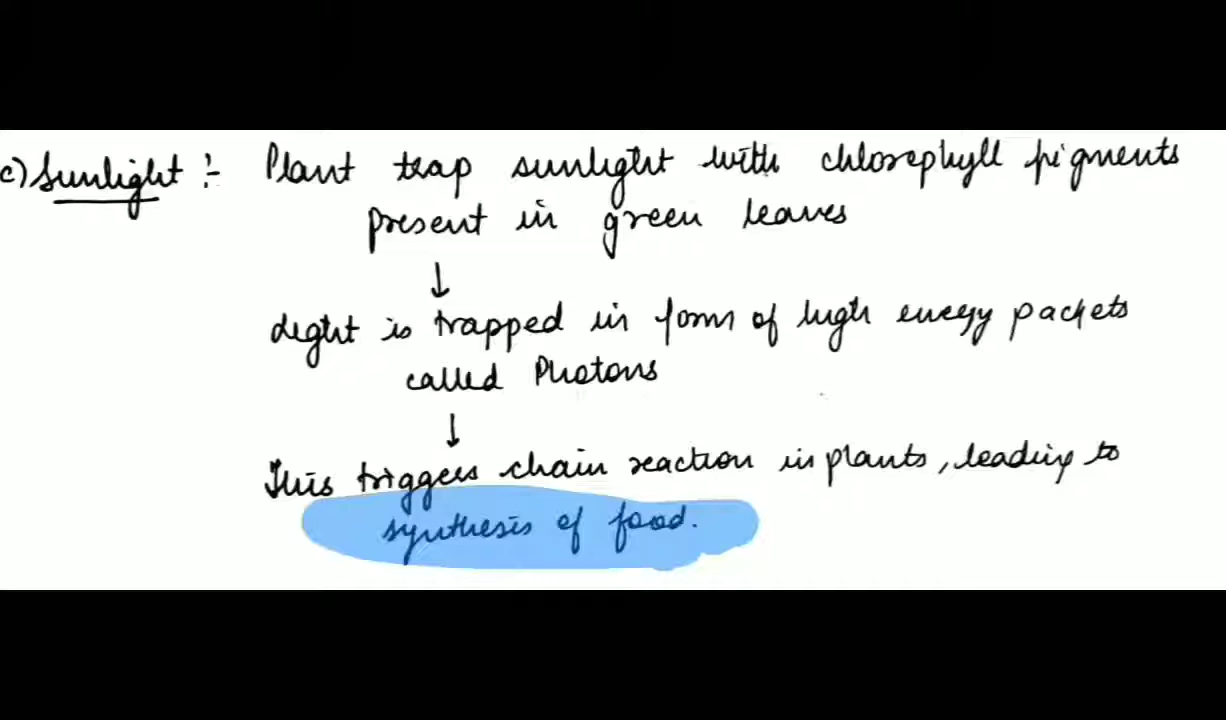 c) Sunlight :- Plant trap sunlight with chlorophyll pigments
present in green leaves
↓
Light is trapped in form of high energy packets
called Photons
↓
This triggers chain reaction in plants, leading to
synthesis of food.